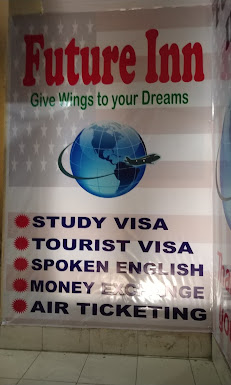 Future Inn
Give Wings to your Dreams
STUDY VISA
TOURIST VISA
SPOKEN ENGLISH
MONEY EXCHANGE
AIR TICKETING